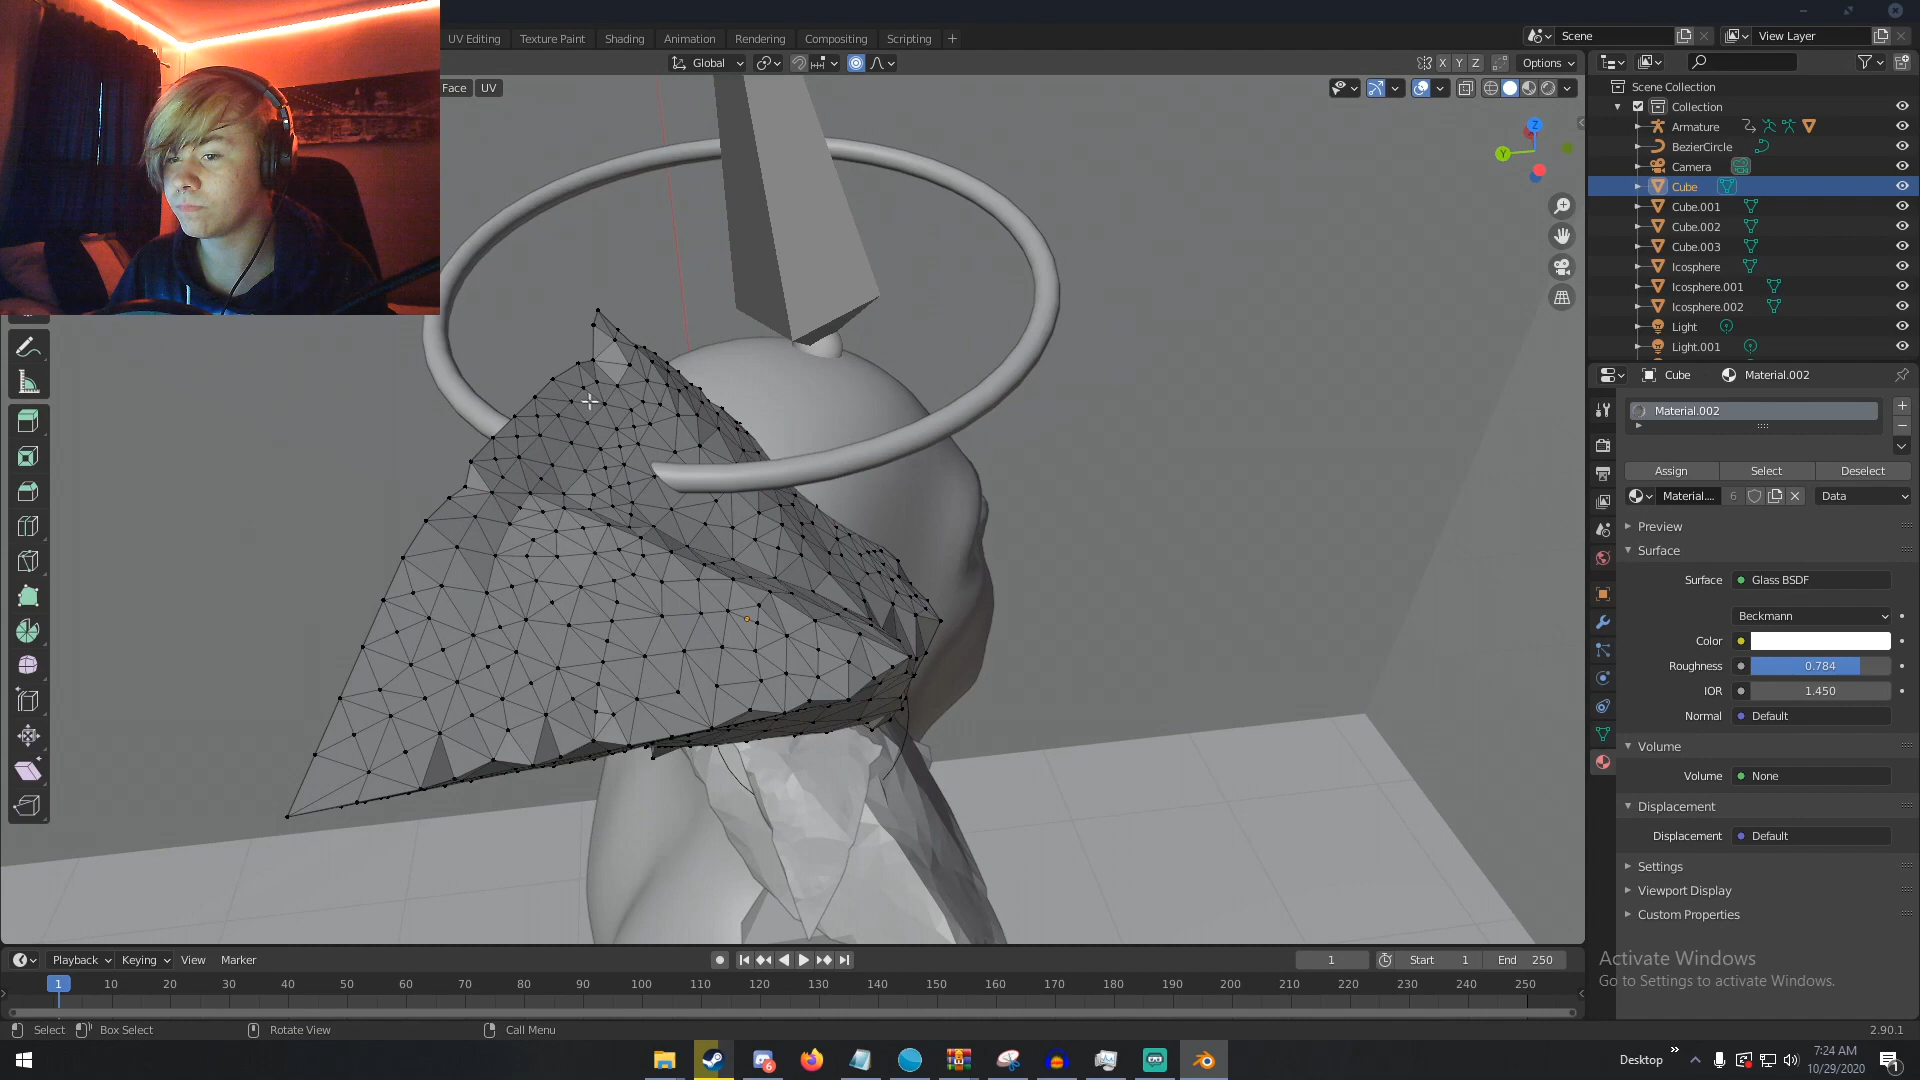 UV Editing Texture Paint Shading Animation Rendering Compositing Scripting +
Scene
View Layer
Global
X Y Z
Options
Face UV
Z
Y
Scene Collection
Collection
Armature
BezierCircle
Camera
Cube
Cube.001
Cube.002
Cube.003
Icosphere
Icosphere.001
Icosphere.002
Light
Light.001
Cube
Material.002
Material.002
Assign Select Deselect
Material.... 6 Data
Preview
Surface
Surface Glass BSDF
Beckmann
Color
Roughness 0.784
IOR 1.450
Normal Default
Volume
Volume None
Displacement
Displacement Default
Settings
Viewport Display
Custom Properties
Activate Windows
Go to Settings to activate Windows.
Playback Keying View Marker
1 Start 1 End 250
1 10 20 30 40 50 60 70 80 90 100 110 120 130 140 150 160 170 180 190 200 210 220 230 240 250
Select Box Select Rotate View Call Menu
2.90.1
Desktop
7:24 AM
10/29/2020
6
1